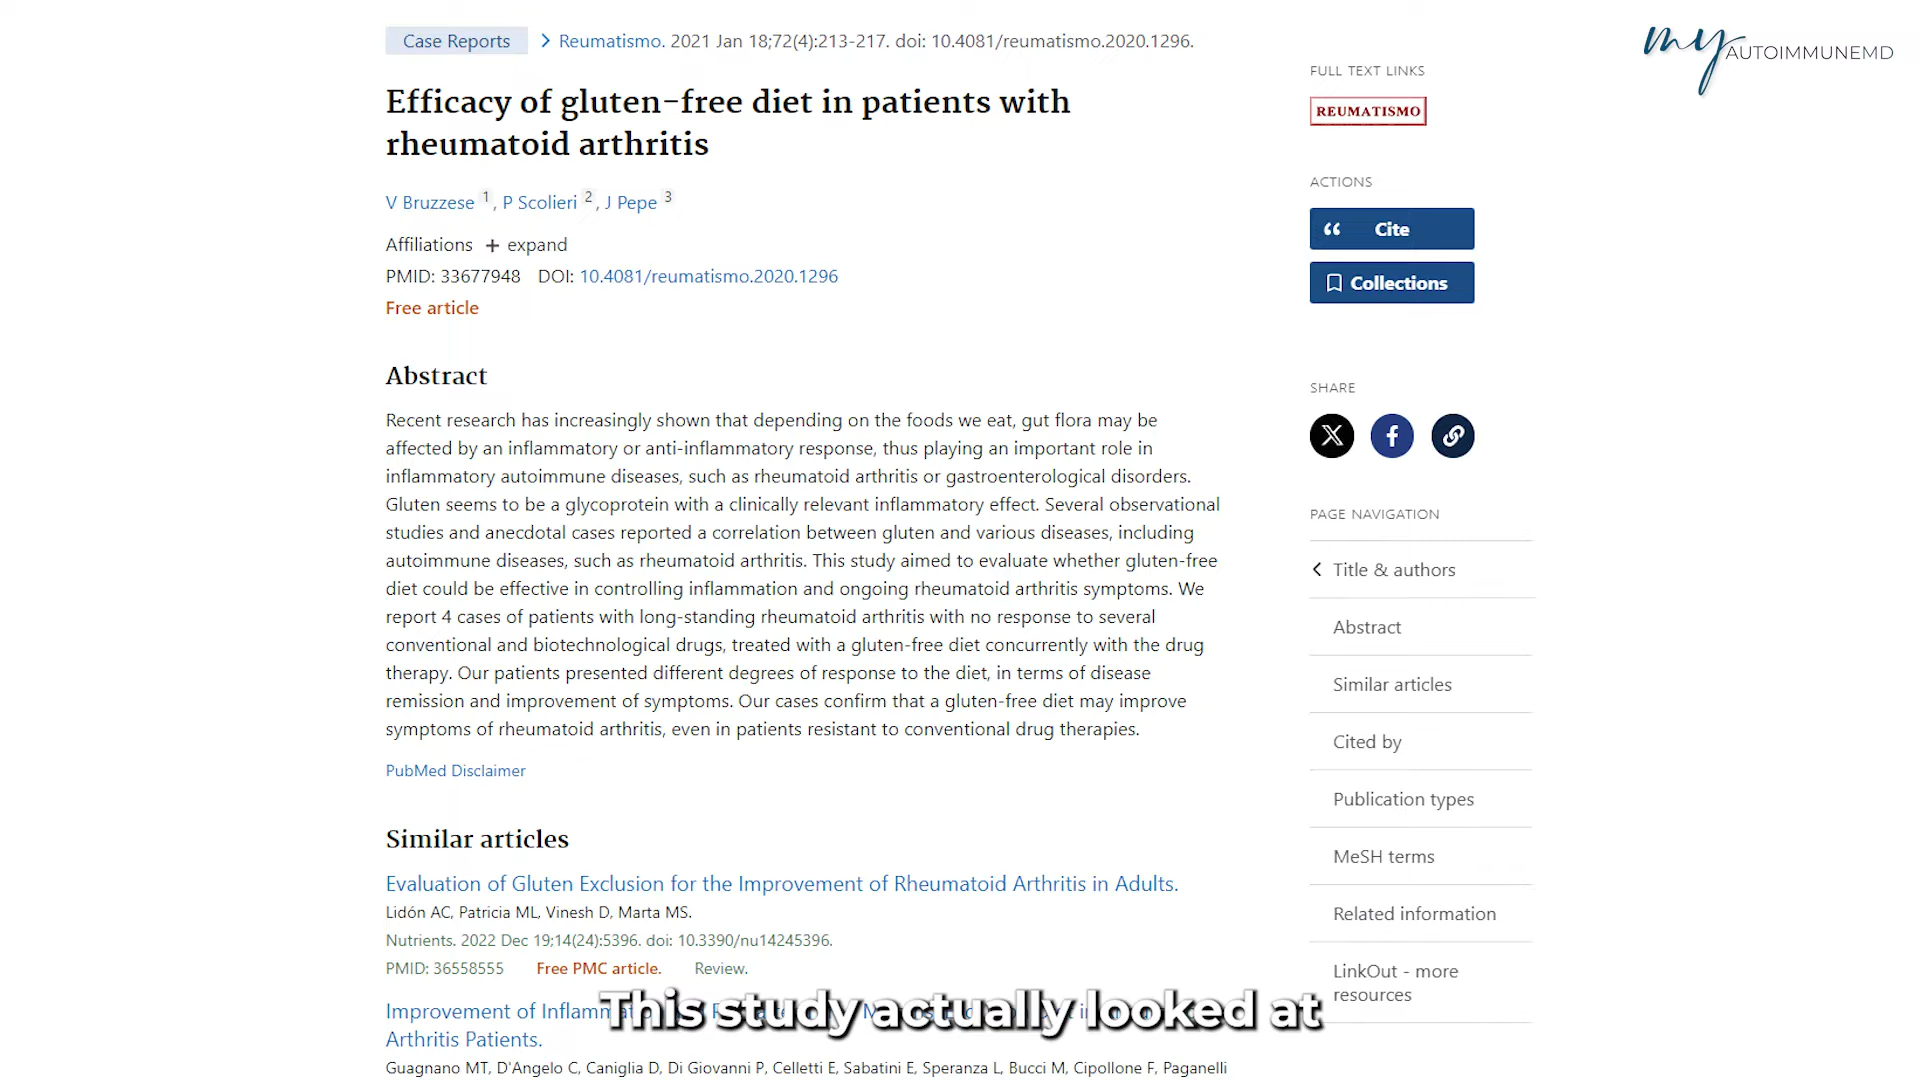 Case Reports > Reumatismo. 2021 Jan 18;72(4):213-217. doi: 10.4081/reumatismo.2020.1296.
Efficacy of gluten-free diet in patients with
rheumatoid arthritis
V Bruzzese 1, P Scolieri 2, J Pepe 3
Affiliations + expand
PMID: 33677948 DOI: 10.4081/reumatismo.2020.1296
Free article
Abstract
Recent research has increasingly shown that depending on the foods we eat, gut flora may be
affected by an inflammatory or anti-inflammatory response, thus playing an important role in
inflammatory autoimmune diseases, such as rheumatoid arthritis or gastroenterological disorders.
Gluten seems to be a glycoprotein with a clinically relevant inflammatory effect. Several observational
studies and anecdotal cases reported a correlation between gluten and various diseases, including
autoimmune diseases, such as rheumatoid arthritis. This study aimed to evaluate whether gluten-free
diet could be effective in controlling inflammation and ongoing rheumatoid arthritis symptoms. We
report 4 cases of patients with long-standing rheumatoid arthritis with no response to several
conventional and biotechnological drugs, treated with a gluten-free diet concurrently with the drug
therapy. Our patients presented different degrees of response to the diet, in terms of disease
remission and improvement of symptoms. Our cases confirm that a gluten-free diet may improve
symptoms of rheumatoid arthritis, even in patients resistant to conventional drug therapies.
PubMed Disclaimer
Similar articles
Evaluation of Gluten Exclusion for the Improvement of Rheumatoid Arthritis in Adults.
Lidón AC, Patricia ML, Vinesh D, Marta MS.
Nutrients. 2022 Dec 19;14(24):5396. doi: 10.3390/nu14245396.
PMID: 36558555 Free PMC article. Review.
Improvement of
Arthritis Patients.
Guagnano MT, D'Angelo C, Caniglia D, Di Giovanni P, Celletti E, Sabatini E, Speranza L, Bucci M, Cipollone F, Paganelli
This study actually looked at
FULL TEXT LINKS
REUMATISMO
ACTIONS
Cite
Collections
SHARE
PAGE NAVIGATION
Title & authors
Abstract
Similar articles
Cited by
Publication types
MeSH terms
Related information
LinkOut - more
resources
my AUTOIMMUNEMD